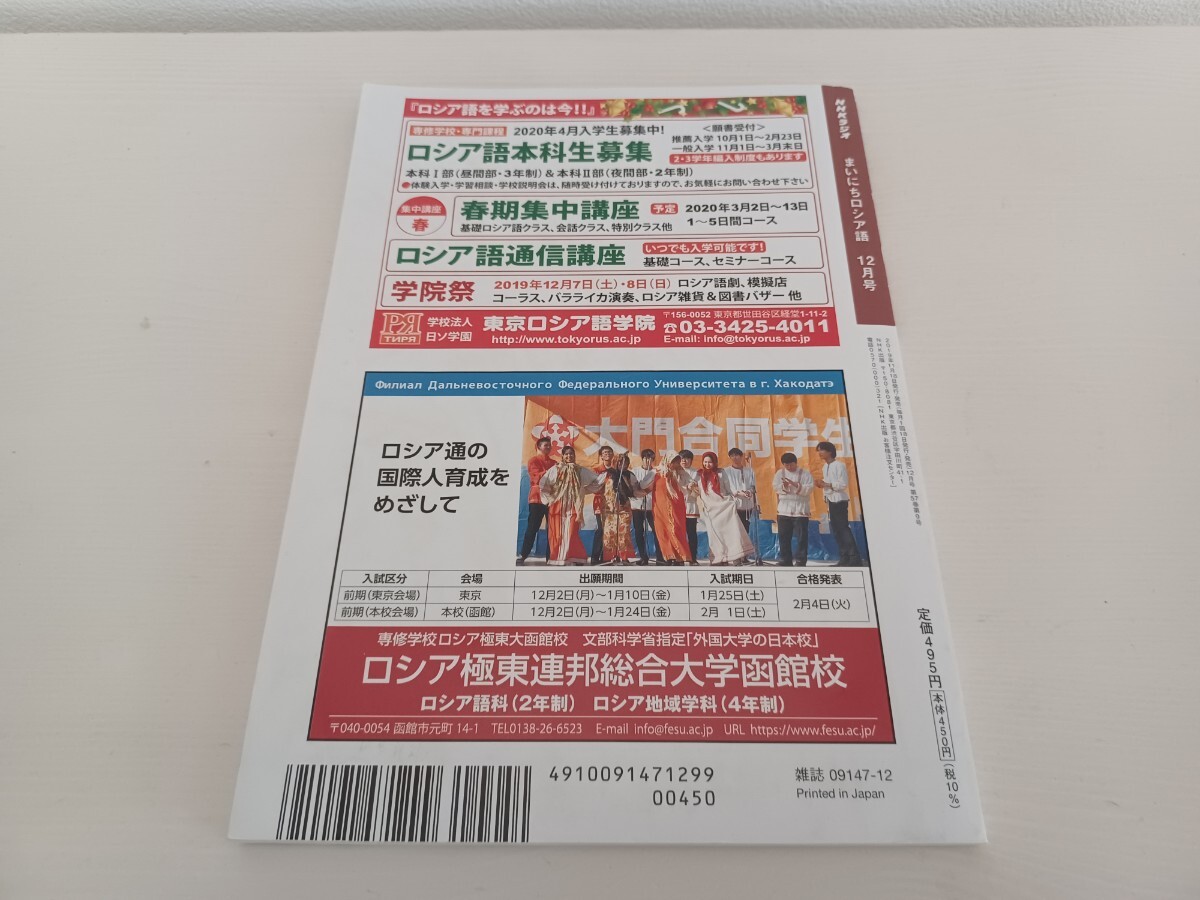 『ロシア語を学ぶのは今!!』
専修学校・専門課程 2020年4月入学生募集中!
<願書受付>
推薦入学 10月1日～2月23日
一般入学 11月1日～3月末日
ロシア語本科生募集
2・3学年編入制度もあります
本科Ⅰ部(昼間部・3年制)&本科Ⅱ部(夜間部・2年制)
●体験入学・学習相談・学校説明会は、随時受け付けておりますので、お気軽にお問い合わせ下さい
集中講座
春
春期集中講座
予定 2020年3月2日～13日
1～5日間コース
基礎ロシア語クラス、会話クラス、特別クラス他
ロシア語通信講座
いつでも入学可能です!
基礎コース、セミナーコース
学院祭
2019年12月7日(土)・8日(日) ロシア語劇、模擬店
コーラス、バラライカ演奏、ロシア雑貨&図書バザー 他
ТИРЯ
学校法人
日ソ学園
東京ロシア語学院
http://www.tokyorus.ac.jp
〒156-0052 東京都世田谷区経堂1-11-2
☎03-3425-4011
E-mail: info@tokyorus.ac.jp
Филиал Дальневосточного Федерального Университета в г. Хакодатэ
ロシア通の
国際人育成を
めざして
大門合同学生
入試区分 会場 出願期間 入試期日 合格発表
前期(東京会場) 東京 12月2日(月)～1月10日(金) 1月25日(土) 2月4日(火)
前期(本校会場) 本校(函館) 12月2日(月)～1月24日(金) 2月 1日(土)
専修学校ロシア極東大函館校 文部科学省指定「外国大学の日本校」
ロシア極東連邦総合大学函館校
ロシア語科(2年制) ロシア地域学科(4年制)
〒040-0054 函館市元町 14-1 TEL0138-26-6523 E-mail info@fesu.ac.jp URL https://www.fesu.ac.jp/
4910091471299
00450
雑誌 09147-12
Printed in Japan
NHKラジオ まいにちロシア語 12月号
定価495円 本体450円 (税10%)